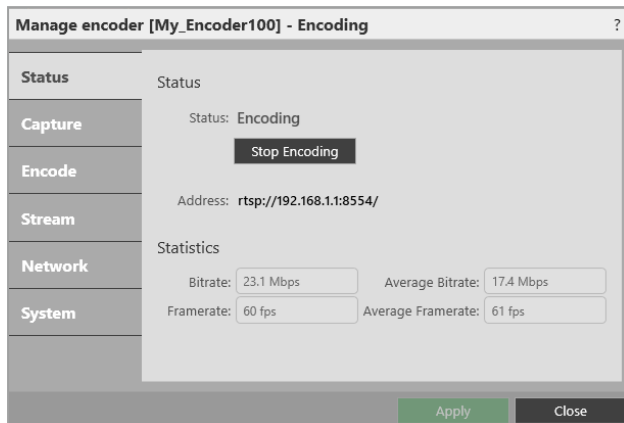 Manage encoder [My_Encoder100] - Encoding ?
Status
Capture
Encode
Stream
Network
System
Status
Status: Encoding
Stop Encoding
Address: rtsp://192.168.1.1:8554/
Statistics
Bitrate: 23.1 Mbps Average Bitrate: 17.4 Mbps
Framerate: 60 fps Average Framerate: 61 fps
Apply Close